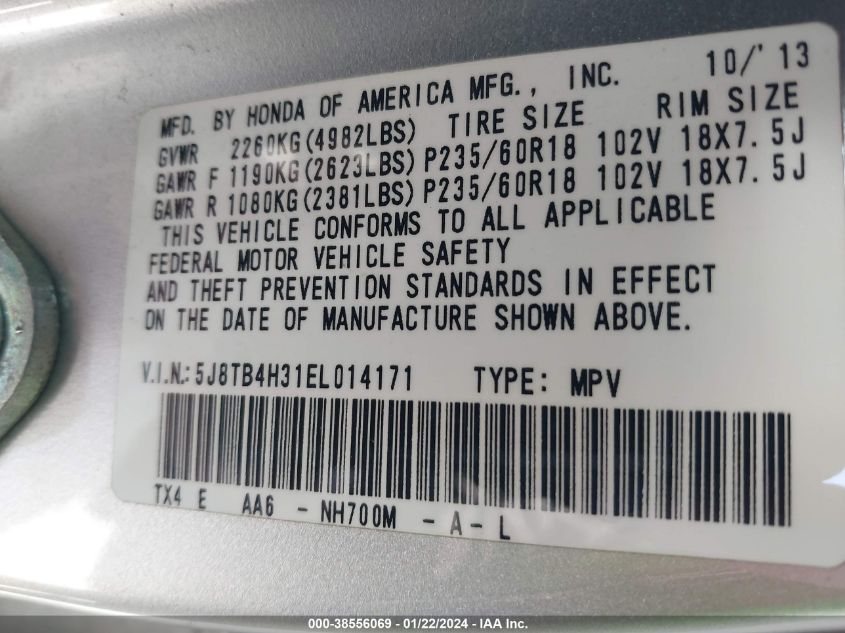 MFD. BY HONDA OF AMERICA MFG., INC. 10/'13
GVWR 2260KG(4982LBS) TIRE SIZE RIM SIZE
GAWR F 1190KG(2623LBS) P235/60R18 102V 18X7.5J
GAWR R 1080KG(2381LBS) P235/60R18 102V 18X7.5J
THIS VEHICLE CONFORMS TO ALL APPLICABLE
FEDERAL MOTOR VEHICLE SAFETY
AND THEFT PREVENTION STANDARDS IN EFFECT
ON THE DATE OF MANUFACTURE SHOWN ABOVE.
V.I.N.: 5J8TB4H31EL014171 TYPE: MPV
TX4 E AA6 - NH700M - A - L
000-38556069 - 01/22/2024 - IAA Inc.